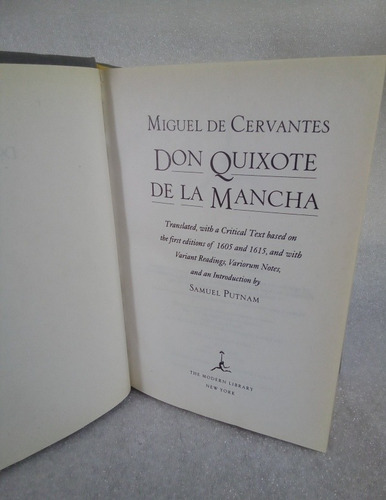 MIGUEL DE CERVANTES
DON QUIXOTE
DE LA MANCHA
Translated, with a Critical Text based on
the first editions of 1605 and 1615, and with
Variant Readings, Variorum Notes,
and an Introduction by
SAMUEL PUTNAM
THE MODERN LIBRARY
NEW YORK